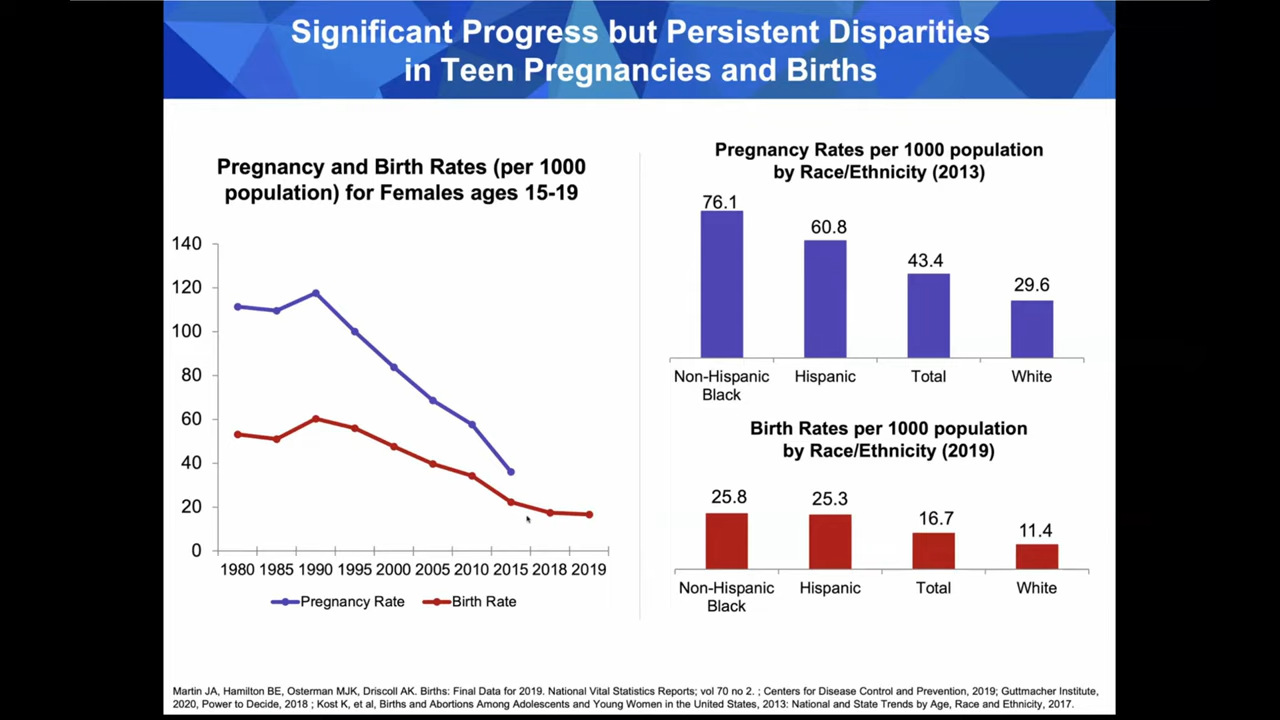 Significant Progress but Persistent Disparities
in Teen Pregnancies and Births
Pregnancy and Birth Rates (per 1000
population) for Females ages 15-19
140
120
100
80
60
40
20
0
1980 1985 1990 1995 2000 2005 2010 2015 2018 2019
Pregnancy Rate Birth Rate
Pregnancy Rates per 1000 population
by Race/Ethnicity (2013)
76.1
60.8
43.4
29.6
Non-Hispanic Hispanic Total White
Black
Birth Rates per 1000 population
by Race/Ethnicity (2019)
25.8
25.3
16.7
11.4
Non-Hispanic Hispanic Total White
Black
Martin JA, Hamilton BE, Osterman MJK, Driscoll AK. Births: Final Data for 2019. National Vital Statistics Reports; vol 70 no 2. ; Centers for Disease Control and Prevention, 2019; Guttmacher Institute,
2020, Power to Decide, 2018 ; Kost K, et al, Births and Abortions Among Adolescents and Young Women in the United States, 2013: National and State Trends by Age, Race and Ethnicity, 2017.